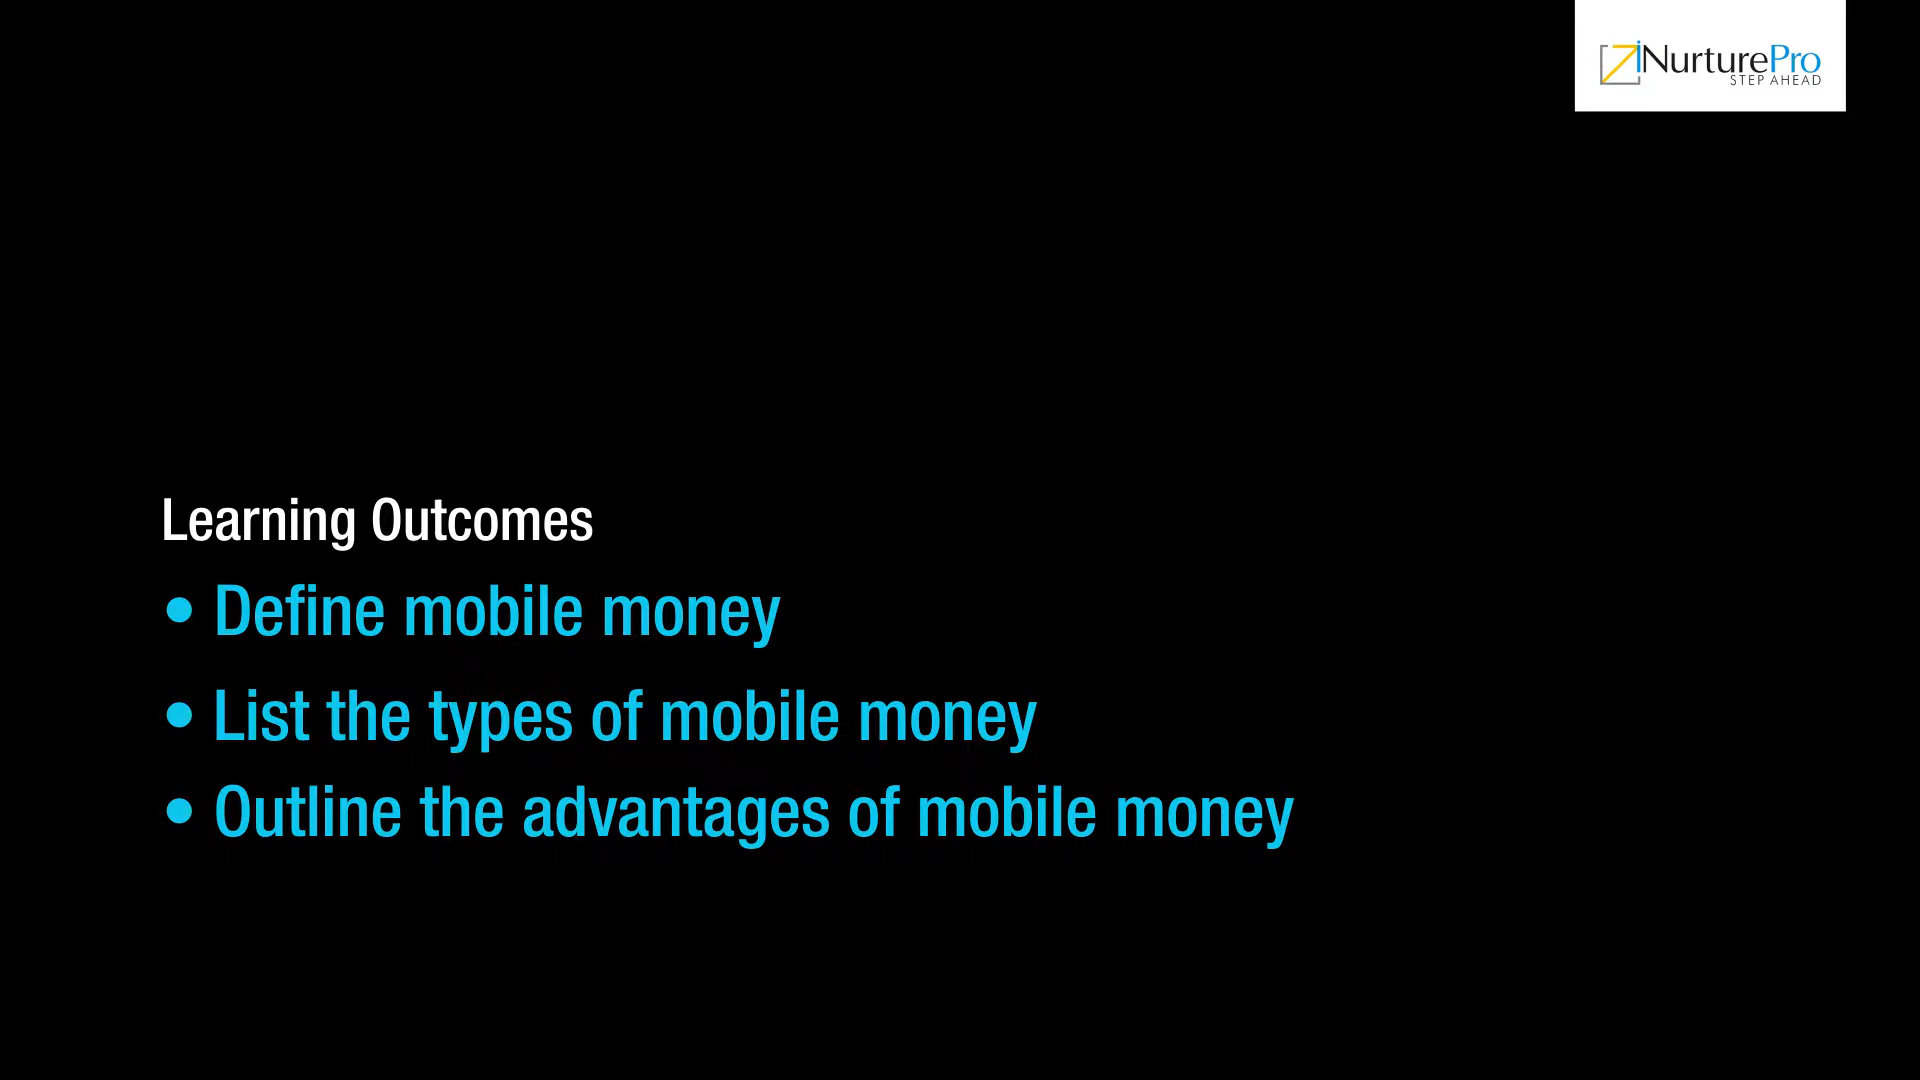 iNurturePro
STEP AHEAD
Learning Outcomes
• Define mobile money
• List the types of mobile money
• Outline the advantages of mobile money